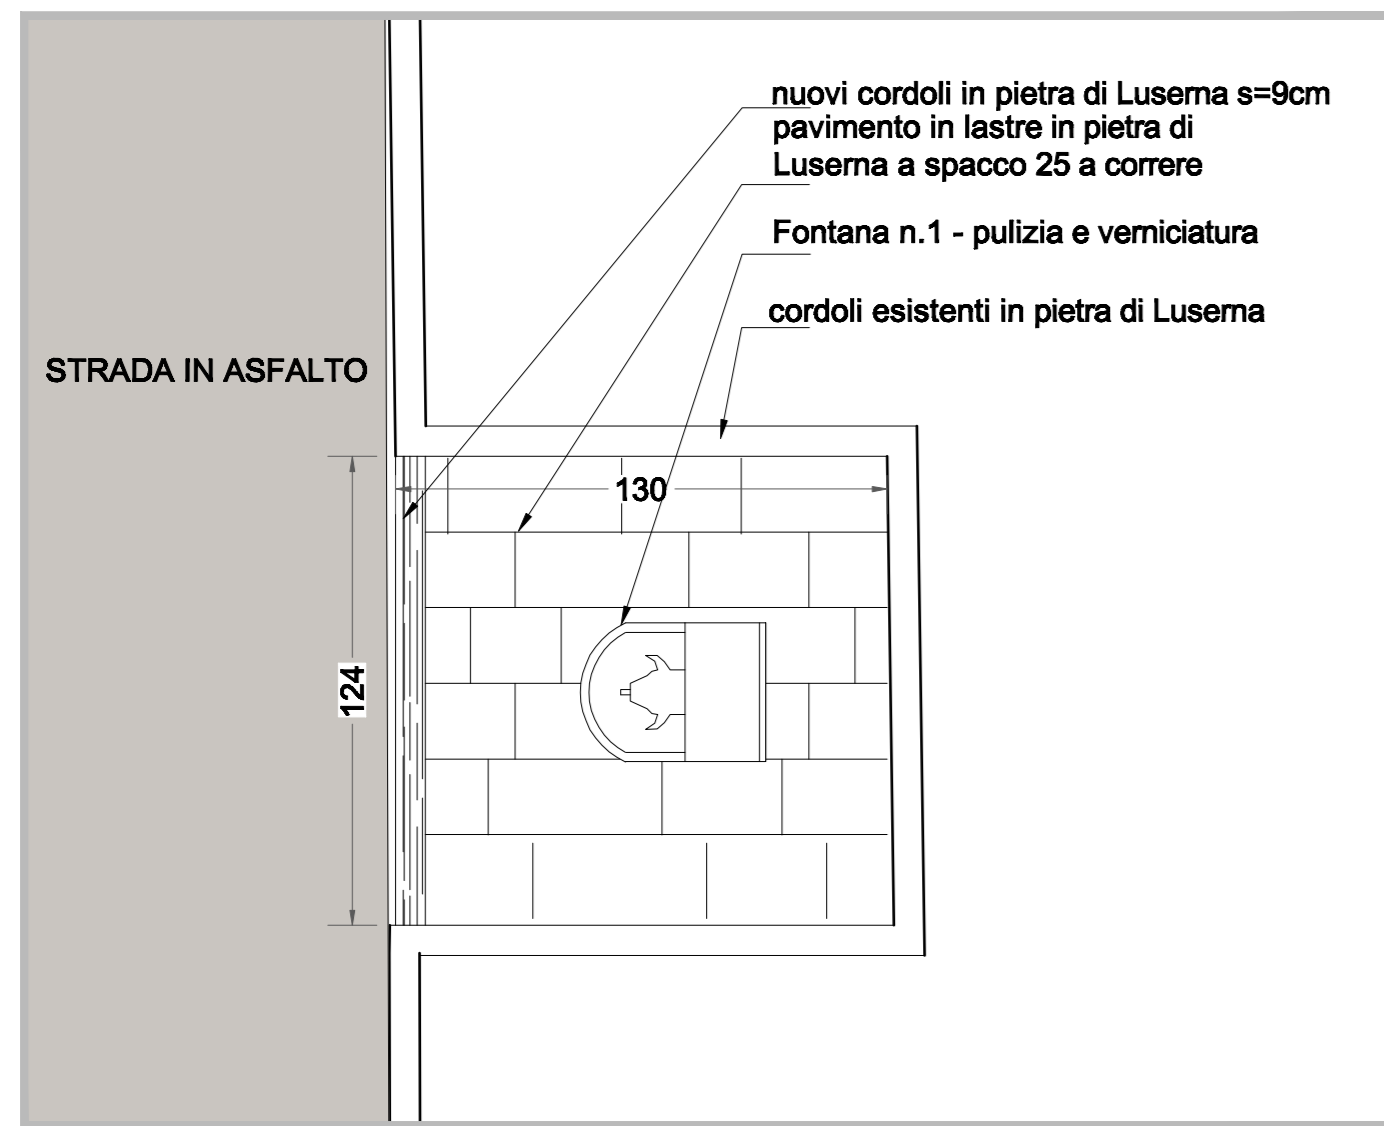 nuovi cordoli in pietra di Luserna s=9cm
pavimento in lastre in pietra di
Luserna a spacco 25 a correre
Fontana n.1 - pulizia e verniciatura
cordoli esistenti in pietra di Luserna
STRADA IN ASFALTO
130
124